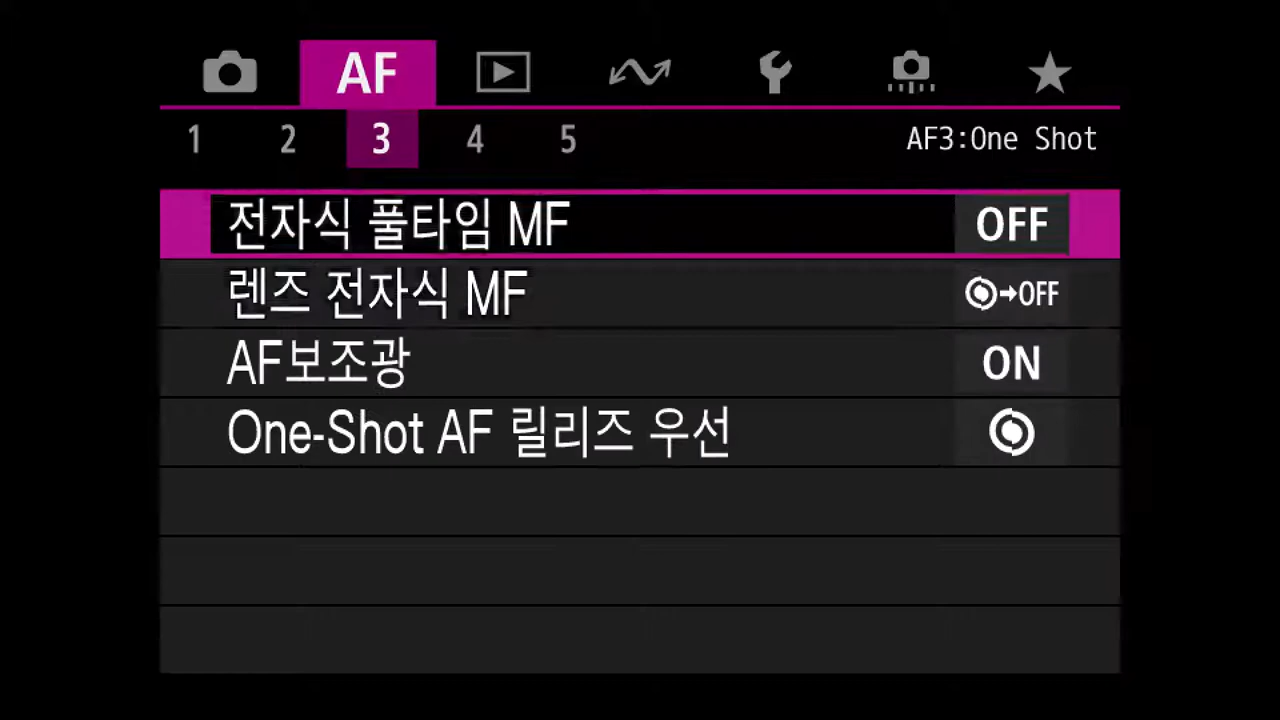 AF
1 2 3 4 5 AF3:One Shot
전자식 풀타임 MF OFF
렌즈 전자식 MF →OFF
AF보조광 ON
One-Shot AF 릴리즈 우선